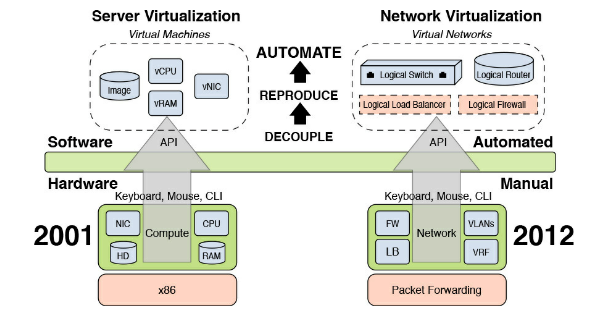 Server Virtualization
Virtual Machines
Network Virtualization
Virtual Networks
AUTOMATE
REPRODUCE
DECOUPLE
Image
vCPU
vNIC
vRAM
Logical Switch
Logical Router
Logical Load Balancer
Logical Firewall
Software
API
API
Automated
Hardware
Manual
Keyboard, Mouse, CLI
Keyboard, Mouse, CLI
2001
NIC
CPU
Compute
HD
RAM
x86
FW
VLANs
Network
LB
VRF
Packet Forwarding
2012